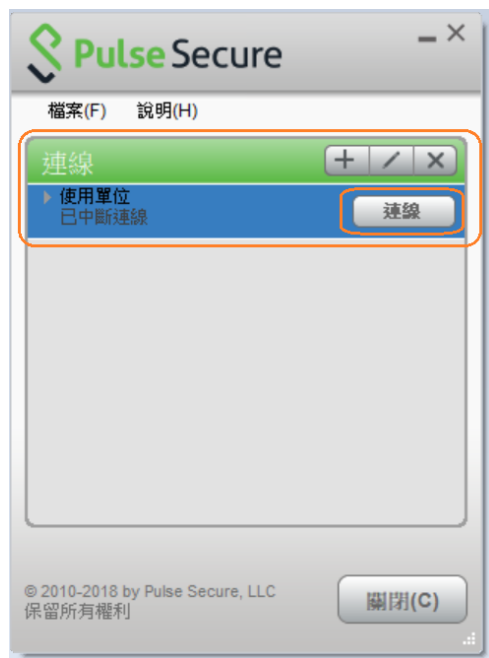 Pulse Secure
檔案(F) 說明(H)
連線
使用單位
已中斷連線
連線
© 2010-2018 by Pulse Secure, LLC
保留所有權利
關閉(C)